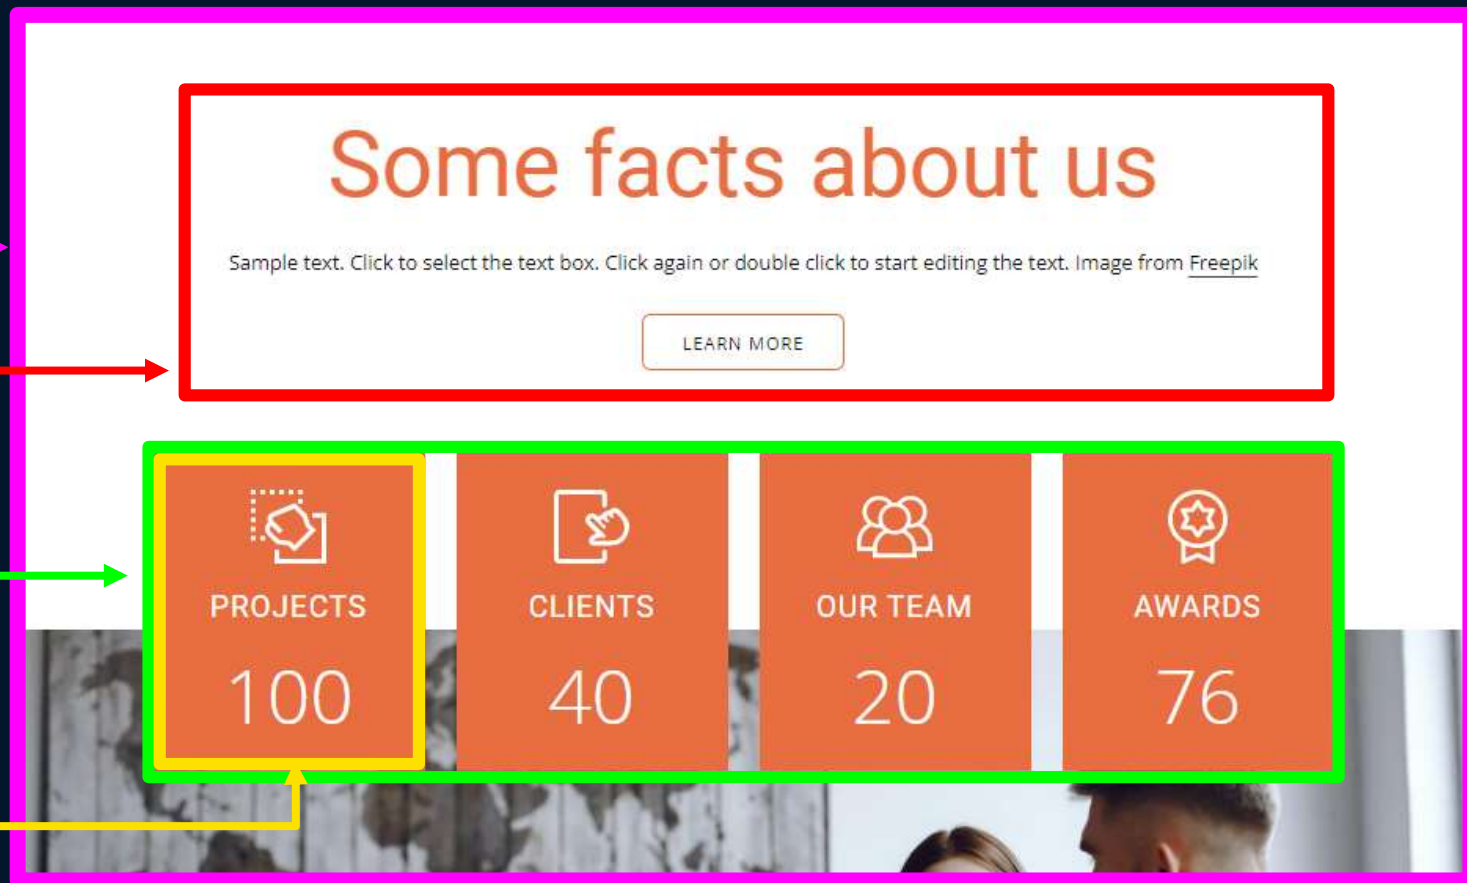 Some facts about us
Sample text. Click to select the text box. Click again or double click to start editing the text. Image from Freepik
LEARN MORE
PROJECTS
100
CLIENTS
40
OUR TEAM
20
AWARDS
76